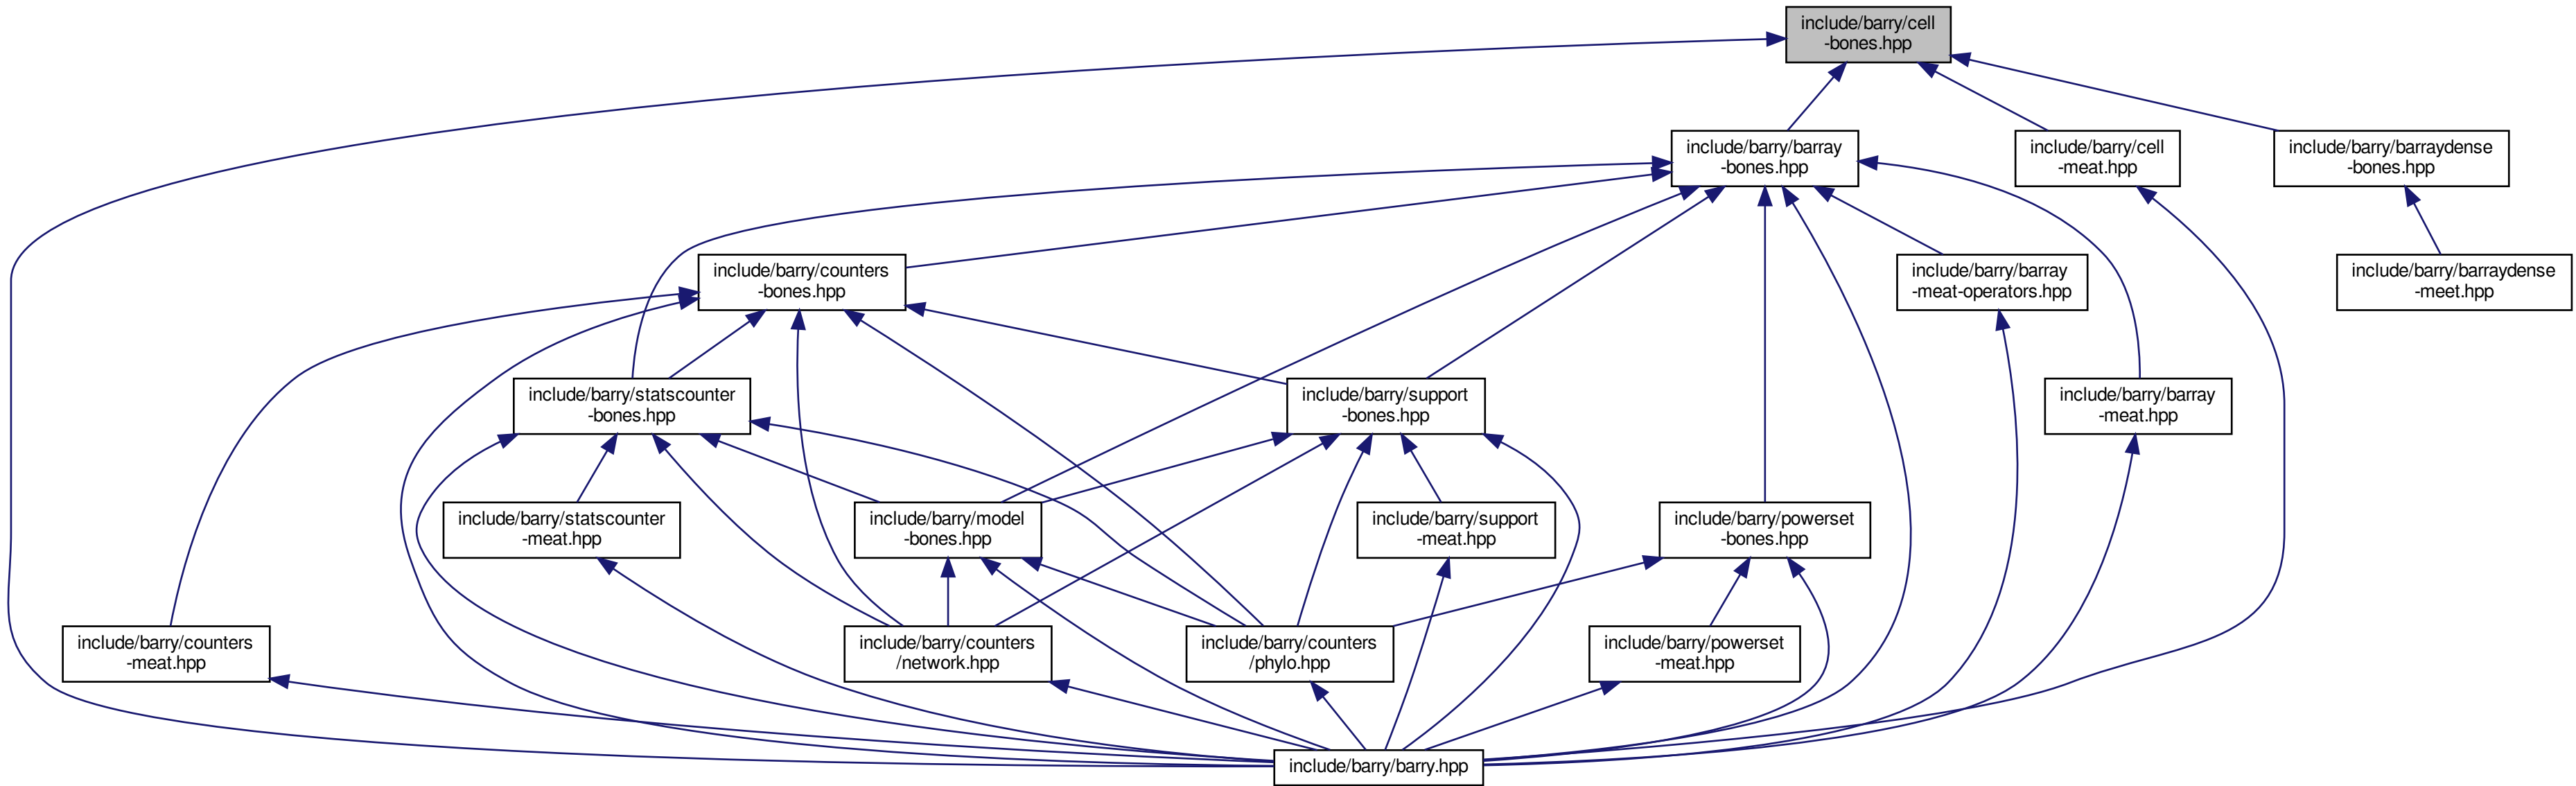 include/barry/cell
-bones.hpp
include/barry/barray
-bones.hpp
include/barry/cell
-meat.hpp
include/barry/barraydense
-bones.hpp
include/barry/counters
-bones.hpp
include/barry/barray
-meat-operators.hpp
include/barry/barraydense
-meet.hpp
include/barry/statscounter
-bones.hpp
include/barry/support
-bones.hpp
include/barry/barray
-meat.hpp
include/barry/statscounter
-meat.hpp
include/barry/model
-bones.hpp
include/barry/support
-meat.hpp
include/barry/powerset
-bones.hpp
include/barry/counters
-meat.hpp
include/barry/counters
/network.hpp
include/barry/counters
/phylo.hpp
include/barry/powerset
-meat.hpp
include/barry/barry.hpp